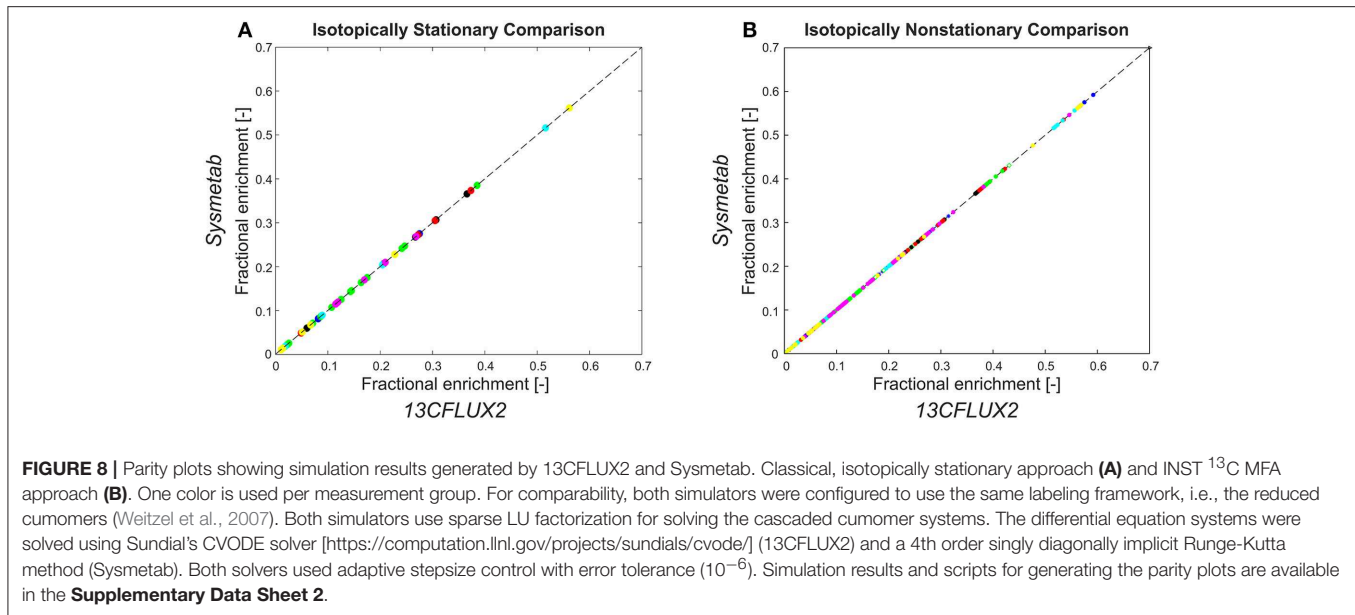 A
Isotopically Stationary Comparison
0.7
0.6
0.5
0.4
0.3
0.2
0.1
0
Sysmetab
Fractional enrichment [-]
0 0.1 0.2 0.3 0.4 0.5 0.6 0.7
Fractional enrichment [-]
13CFLUX2
B
Isotopically Nonstationary Comparison
0.7
0.6
0.5
0.4
0.3
0.2
0.1
0
Sysmetab
Fractional enrichment [-]
0 0.1 0.2 0.3 0.4 0.5 0.6 0.7
Fractional enrichment [-]
13CFLUX2
FIGURE 8 | Parity plots showing simulation results generated by 13CFLUX2 and Sysmetab. Classical, isotopically stationary approach (A) and INST ¹³C MFA
approach (B). One color is used per measurement group. For comparability, both simulators were configured to use the same labeling framework, i.e., the reduced
cumomers (Weitzel et al., 2007). Both simulators use sparse LU factorization for solving the cascaded cumomer systems. The differential equation systems were
solved using Sundial's CVODE solver [https://computation.llnl.gov/projects/sundials/cvode/] (13CFLUX2) and a 4th order singly diagonally implicit Runge-Kutta
method (Sysmetab). Both solvers used adaptive stepsize control with error tolerance (10⁻⁶). Simulation results and scripts for generating the parity plots are available
in the Supplementary Data Sheet 2.